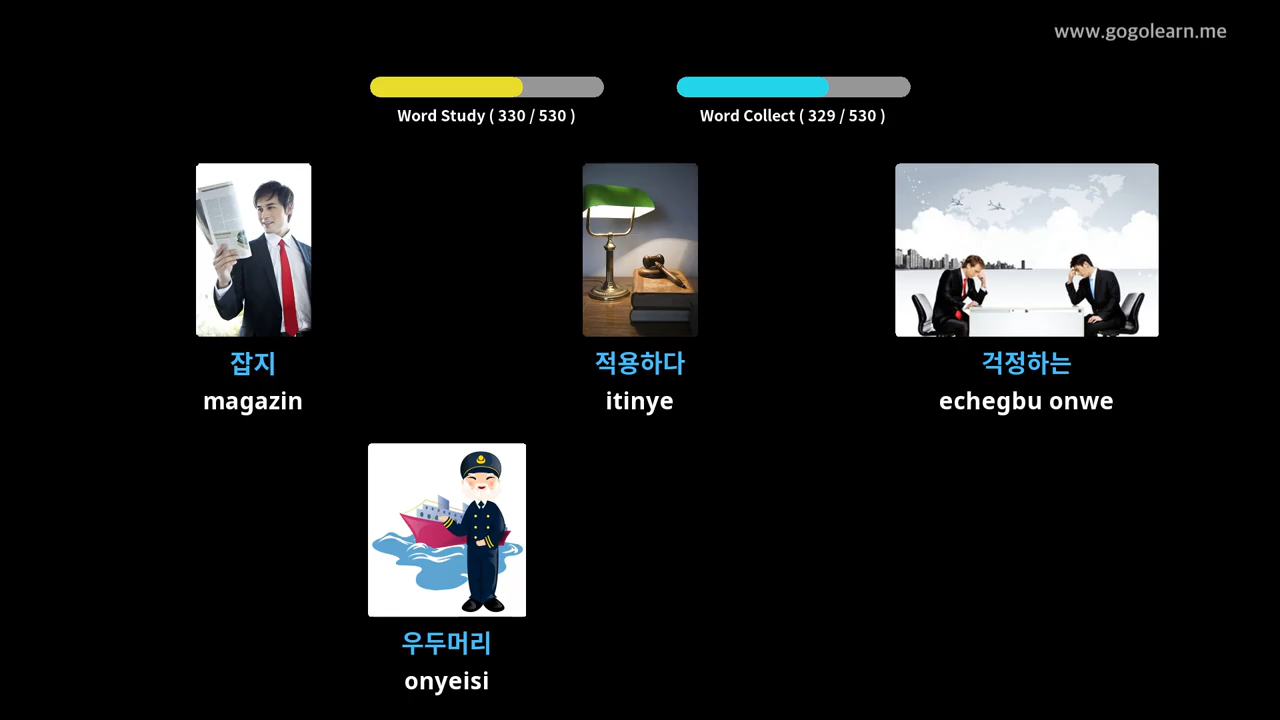 www.gogolearn.me
Word Study ( 330 / 530 )
Word Collect ( 329 / 530 )
잡지
magazin
적용하다
itinye
걱정하는
echegbu onwe
우두머리
onyeisi